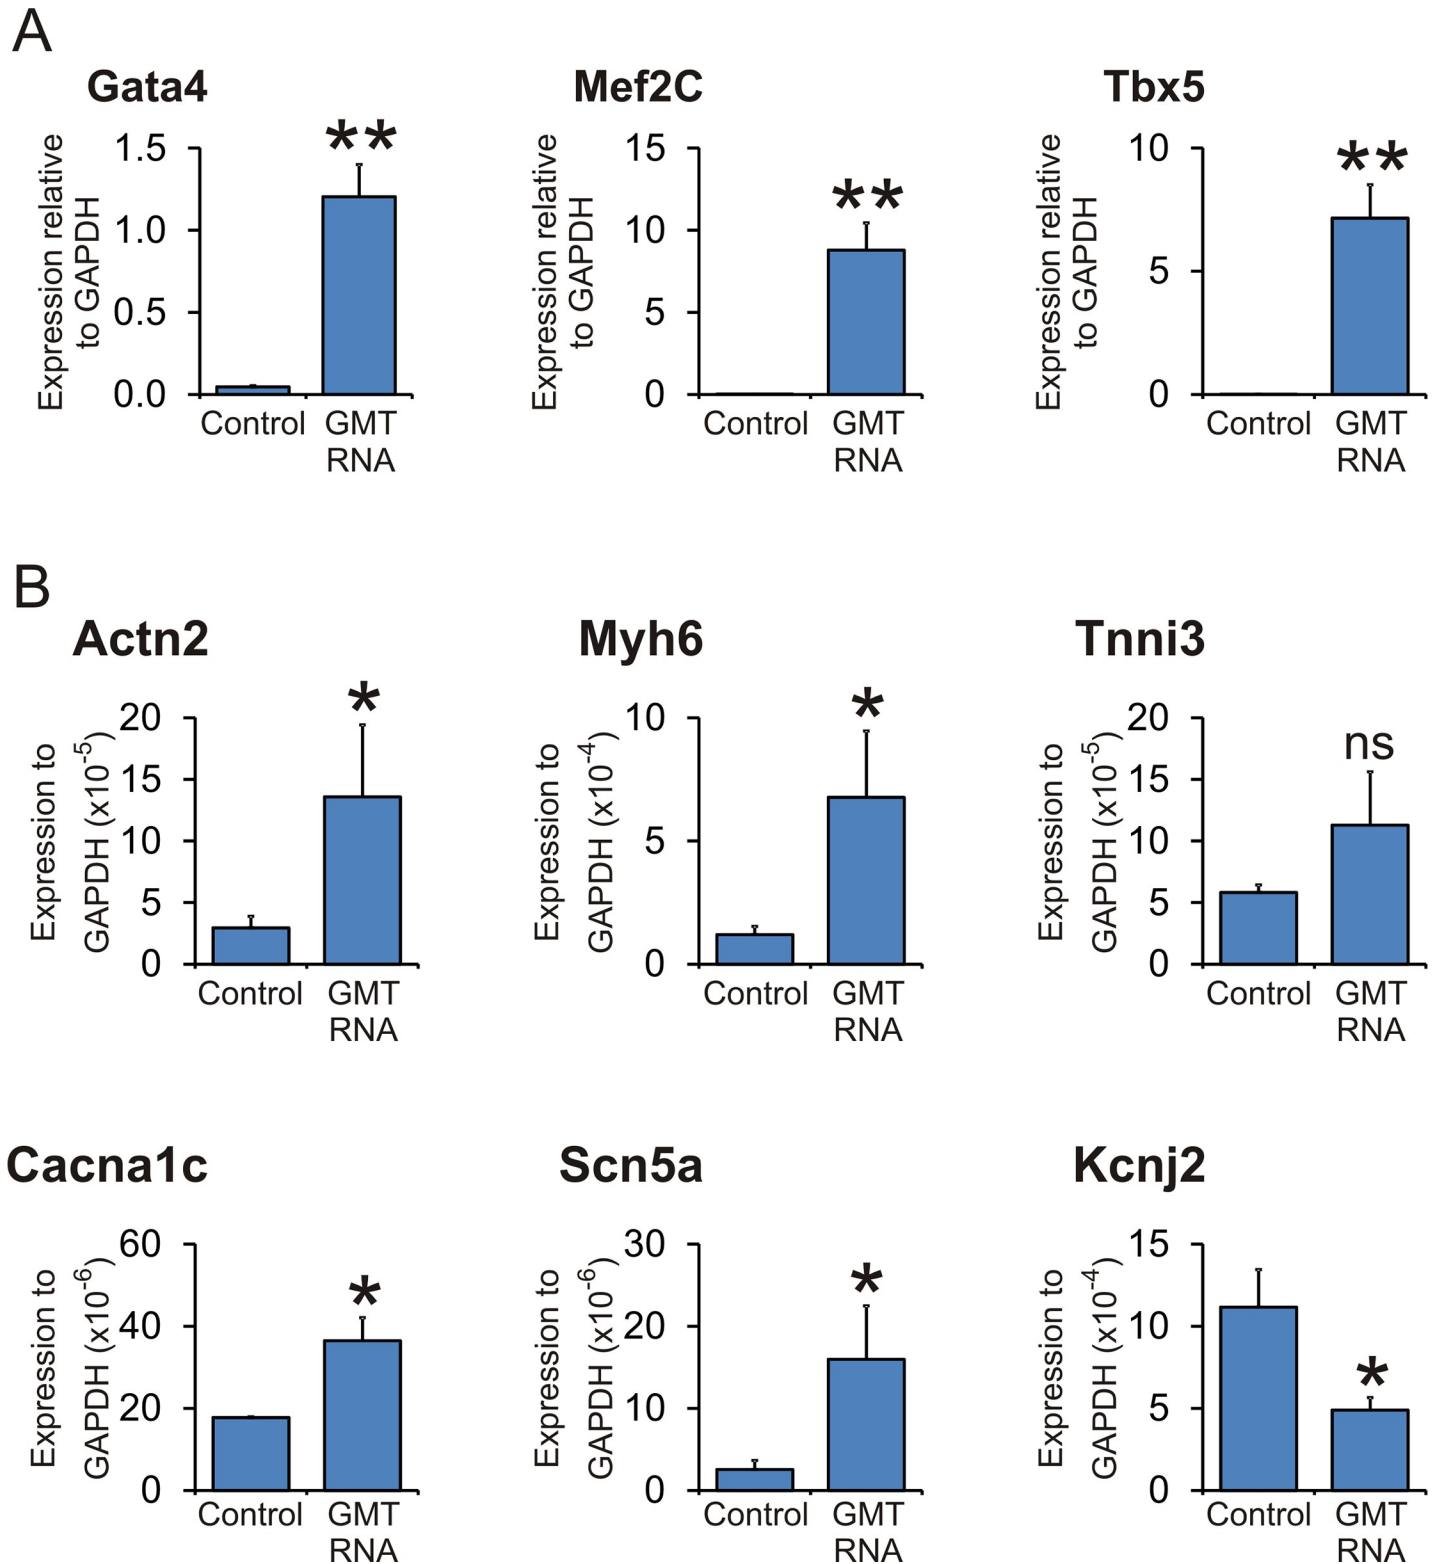 A
Gata4
Expression relative
to GAPDH
1.5
1.0
0.5
0.0
**
Control
GMT
RNA
Mef2C
Expression relative
to GAPDH
15
10
5
0
**
Control
GMT
RNA
Tbx5
Expression relative
to GAPDH
10
5
0
**
Control
GMT
RNA
B
Actn2
Expression to
GAPDH (x10⁻⁵)
20
15
10
5
0
*
Control
GMT
RNA
Myh6
Expression to
GAPDH (x10⁻⁴)
10
5
0
*
Control
GMT
RNA
Tnni3
Expression to
GAPDH (x10⁻⁵)
20
15
10
5
0
ns
Control
GMT
RNA
Cacna1c
Expression to
GAPDH (x10⁻⁶)
60
40
20
0
*
Control
GMT
RNA
Scn5a
Expression to
GAPDH (x10⁻⁶)
30
20
10
0
*
Control
GMT
RNA
Kcnj2
Expression to
GAPDH (x10⁻⁴)
15
10
5
0
*
Control
GMT
RNA